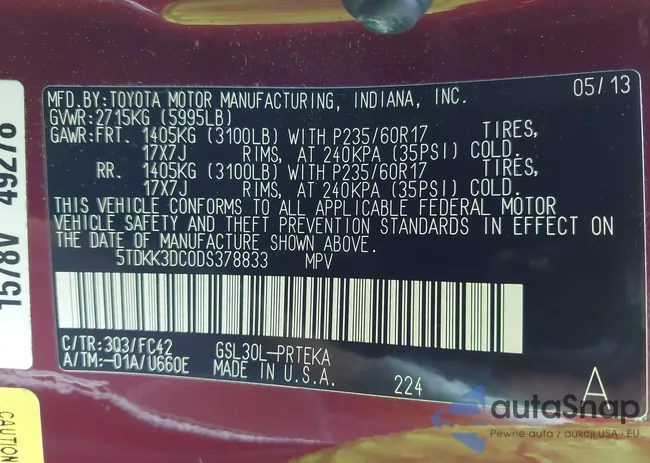 05/13
MFD.BY:TOYOTA MOTOR MANUFACTURING, INDIANA, INC.
GVWR:2715KG (5995LB)
GAWR:FRT. 1405KG (3100LB) WITH P235/60R17 TIRES,
17X7J RIMS, AT 240KPA (35PSI) COLD.
RR. 1405KG (3100LB) WITH P235/60R17 TIRES,
17X7J RIMS, AT 240KPA (35PSI) COLD.
THIS VEHICLE CONFORMS TO ALL APPLICABLE FEDERAL MOTOR
VEHICLE SAFETY AND THEFT PREVENTION STANDARDS IN EFFECT ON
THE DATE OF MANUFACTURE SHOWN ABOVE.
5TDKK3DC0DS378833 MPV
C/TR:3Q3/FC42 GSL30L-PRTEKA
A/TM:-01A/U660E MADE IN U.S.A. 224 A
1578V 49278
CAUTION
autaSnap
Pewne auta z aukcji USA i EU